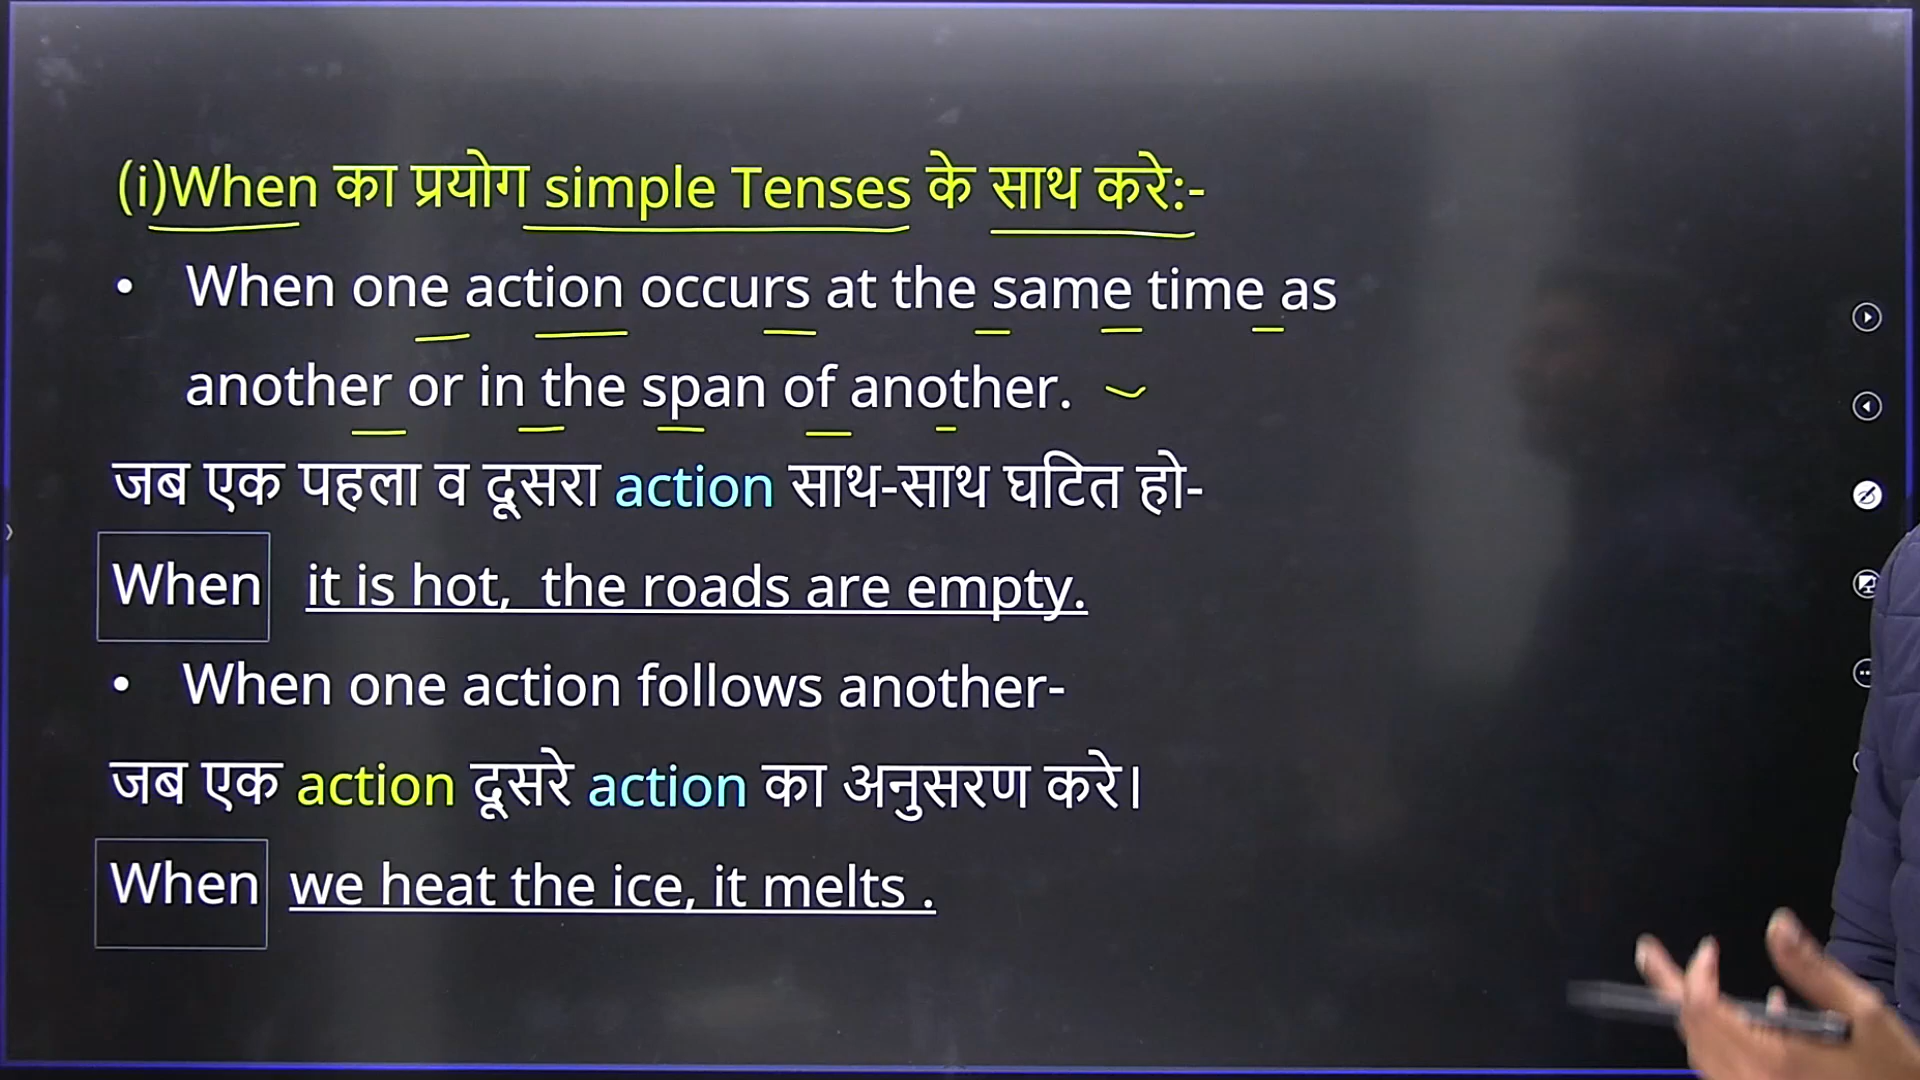 (i)When का प्रयोग simple Tenses के साथ करे:-
• When one action occurs at the same time as
another or in the span of another.
जब एक पहला व दूसरा action साथ-साथ घटित हो-
When it is hot, the roads are empty.
• When one action follows another-
जब एक action दूसरे action का अनुसरण करे।
When we heat the ice, it melts .